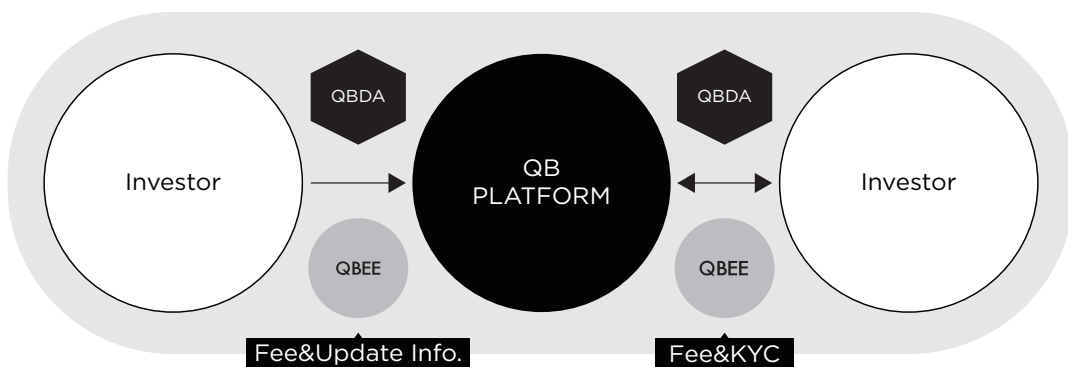 QBDA
QBDA
Investor
QB
PLATFORM
Investor
QBEE
QBEE
Fee&Update Info.
Fee&KYC